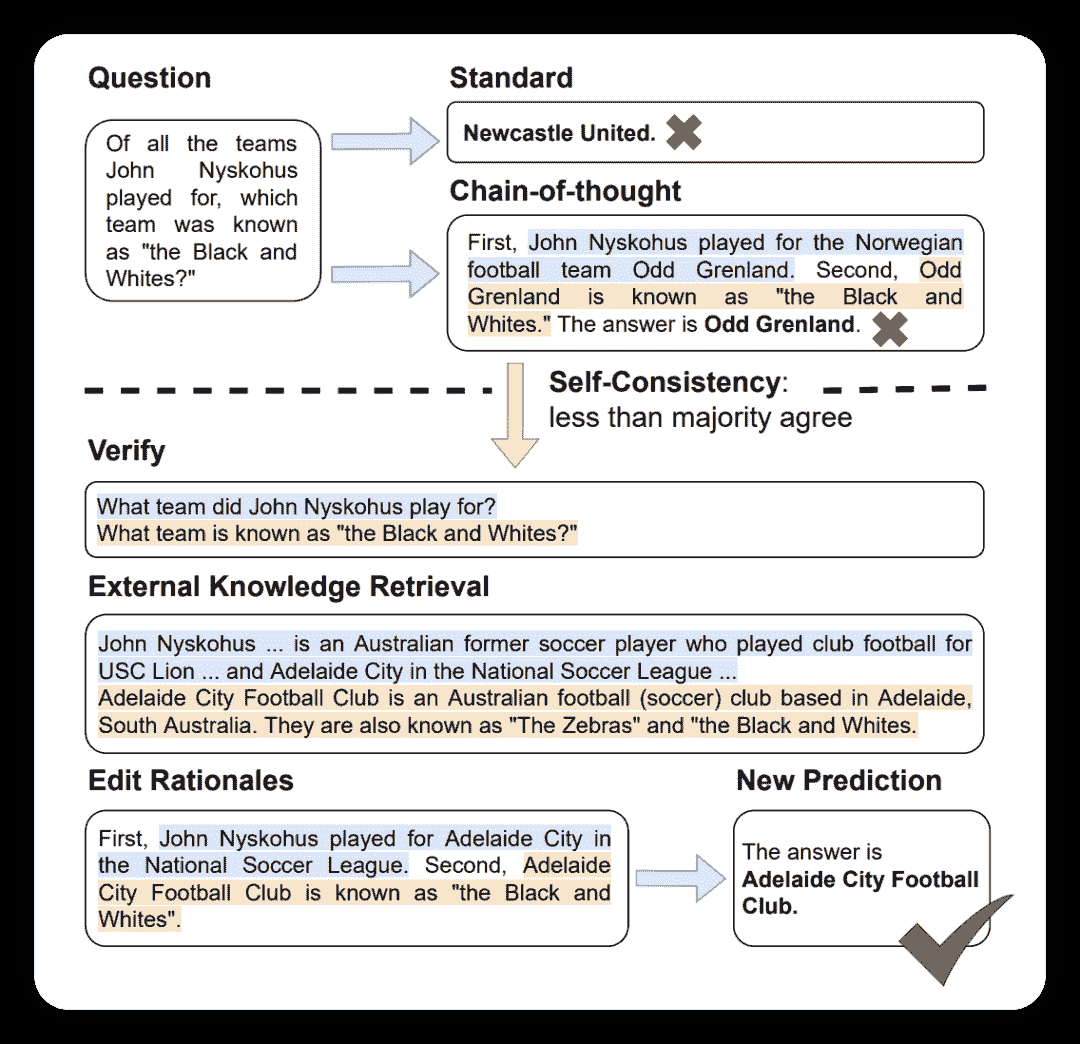 Question
Of all the teams
John Nyskohus
played for, which
team was known
as "the Black and
Whites?"
Standard
Newcastle United.
Chain-of-thought
First, John Nyskohus played for the Norwegian
football team Odd Grenland. Second, Odd
Grenland is known as "the Black and
Whites." The answer is Odd Grenland.
Self-Consistency:
less than majority agree
Verify
What team did John Nyskohus play for?
What team is known as "the Black and Whites?"
External Knowledge Retrieval
John Nyskohus ... is an Australian former soccer player who played club football for
USC Lion ... and Adelaide City in the National Soccer League ...
Adelaide City Football Club is an Australian football (soccer) club based in Adelaide,
South Australia. They are also known as "The Zebras" and "the Black and Whites.
Edit Rationales
First, John Nyskohus played for Adelaide City in
the National Soccer League. Second, Adelaide
City Football Club is known as "the Black and
Whites".
New Prediction
The answer is
Adelaide City Football
Club.